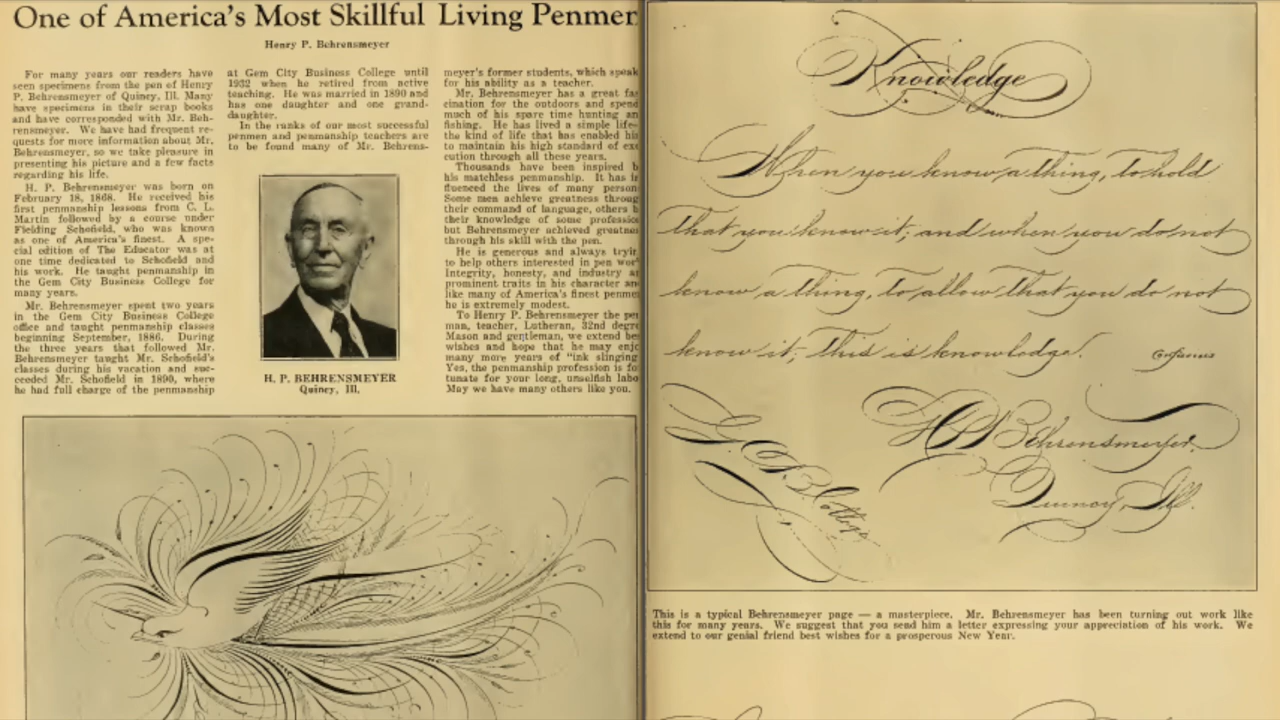 One of America's Most Skillful Living Penmen
Henry P. Behrensmeyer
For many years our readers have
seen specimens from the pen of Henry
P. Behrensmeyer of Quincy, Ill. Many
have specimens in their scrap books
and have corresponded with Mr. Beh-
rensmeyer. We have had frequent re-
quests for more information about Mr.
Behrensmeyer, so we take pleasure in
presenting his picture and a few facts
regarding his life.
H. P. Behrensmeyer was born on
February 18, 1868. He received his
first penmanship lessons from C. L.
Martin followed by a course under
Fielding Schofield, who was known
as one of America's finest. A spe-
cial edition of The Educator was at
one time dedicated to Schofield and
his work. He taught penmanship in
the Gem City Business College for
many years.
Mr. Behrensmeyer spent two years
in the Gem City Business College
office and taught penmanship classes
beginning September, 1886. During
the three years that followed Mr.
Behrensmeyer taught Mr. Schofield's
classes during his vacation and suc-
ceeded Mr. Schofield in 1890, where
he had full charge of the penmanship
at Gem City Business College until
1932 when he retired from active
teaching. He was married in 1890 and
has one daughter and one grand-
daughter.
In the ranks of our most successful
penmen and penmanship teachers are
to be found many of Mr. Behrens-
H. P. BEHRENSMEYER
Quincy, Ill.
meyer's former students, which speak
for his ability as a teacher.
Mr. Behrensmeyer has a great fas
cination for the outdoors and spend
much of his spare time hunting an
fishing. He has lived a simple life—
the kind of life that has enabled his
to maintain his high standard of exe
cution through all these years.
Thousands have been inspired b
his matchless penmanship. It has in
fluenced the lives of many person
Some men achieve greatness throug
their command of language, others b
their knowledge of some professio
but Behrensmeyer achieved greatnes
through his skill with the pen.
He is generous and always tryin
to help others interested in pen wor
Integrity, honesty, and industry ar
prominent traits in his character an
like many of America's finest penme
he is extremely modest.
To Henry P. Behrensmeyer the pen
man, teacher, Lutheran, 32nd degre
Mason and gentleman, we extend bes
wishes and hope that he may enjo
many more years of "ink slinging
Yes, the penmanship profession is fo
tunate for your long, unselfish labo
May we have many others like you.
Knowledge
When you know a thing, to hold
that you know it; and when you do not
know a thing, to allow that you do not
know it; this is knowledge. Confucius
H P Behrensmeyer.
Quincy, Ill.
This is a typical Behrensmeyer page — a masterpiece. Mr. Behrensmeyer has been turning out work like
this for many years. We suggest that you send him a letter expressing your appreciation of his work. We
extend to our genial friend best wishes for a prosperous New Year.